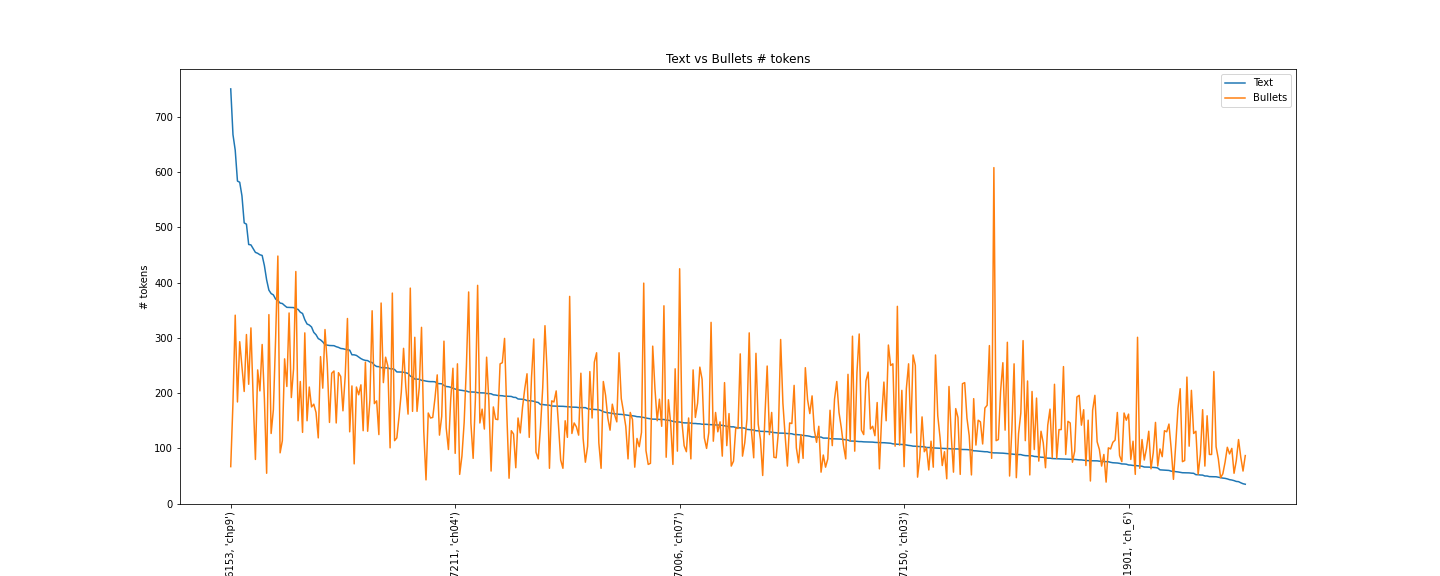 Text vs Bullets # tokens
Text
Bullets
# tokens
700
600
500
400
300
200
100
0
6153, 'chp9')
7211, 'ch04')
7006, 'ch07')
7150, 'ch03')
1901, 'ch_6')